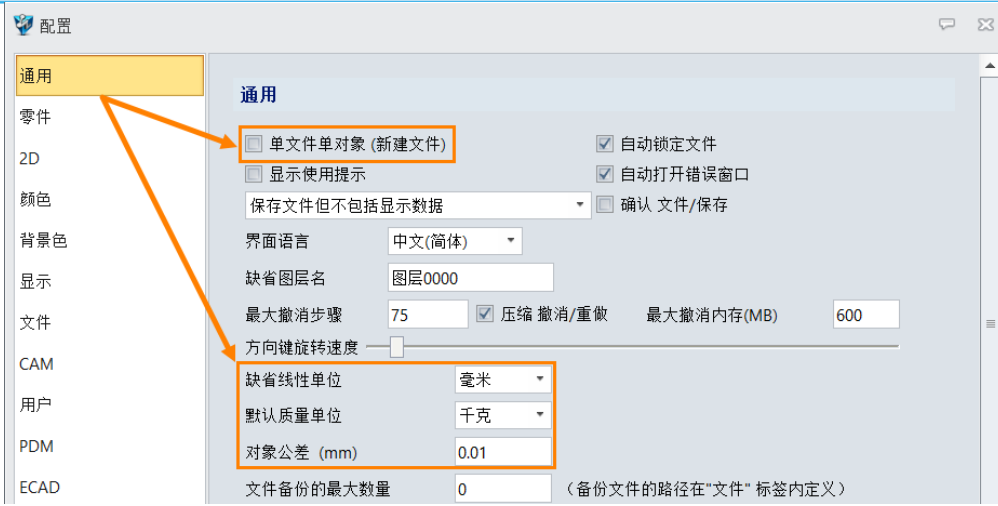 配置
通用
零件
2D
颜色
背景色
显示
文件
CAM
用户
PDM
ECAD
通用
单文件单对象 (新建文件) 自动锁定文件
显示使用提示 自动打开错误窗口
保存文件但不包括显示数据 确认 文件/保存
界面语言 中文(简体)
缺省图层名 图层0000
最大撤消步骤 75 压缩 撤消/重做 最大撤消内存(MB) 600
方向键旋转速度
缺省线性单位 毫米
默认质量单位 千克
对象公差 (mm) 0.01
文件备份的最大数量 0 （备份文件的路径在"文件" 标签内定义）